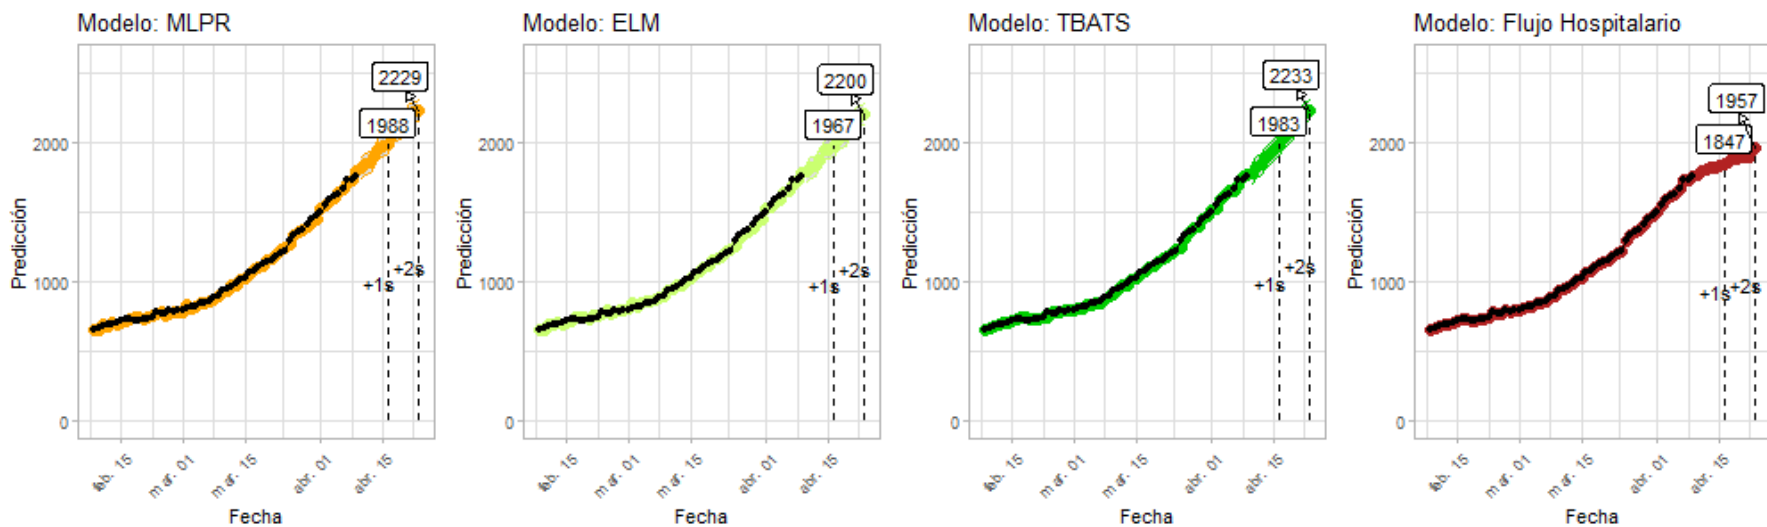 Modelo: MLPR
2229
1988
2000
1000
0
Predicción
+1s
+2s
feb. 15
mar. 01
mar. 15
abr. 01
abr. 15
Fecha
Modelo: ELM
2200
1967
2000
1000
0
Predicción
+1s
+2s
feb. 15
mar. 01
mar. 15
abr. 01
abr. 15
Fecha
Modelo: TBATS
2233
1983
2000
1000
0
Predicción
+1s
+2s
feb. 15
mar. 01
mar. 15
abr. 01
abr. 15
Fecha
Modelo: Flujo Hospitalario
1957
1847
2000
1000
0
Predicción
+1s
+2s
feb. 15
mar. 01
mar. 15
abr. 01
abr. 15
Fecha